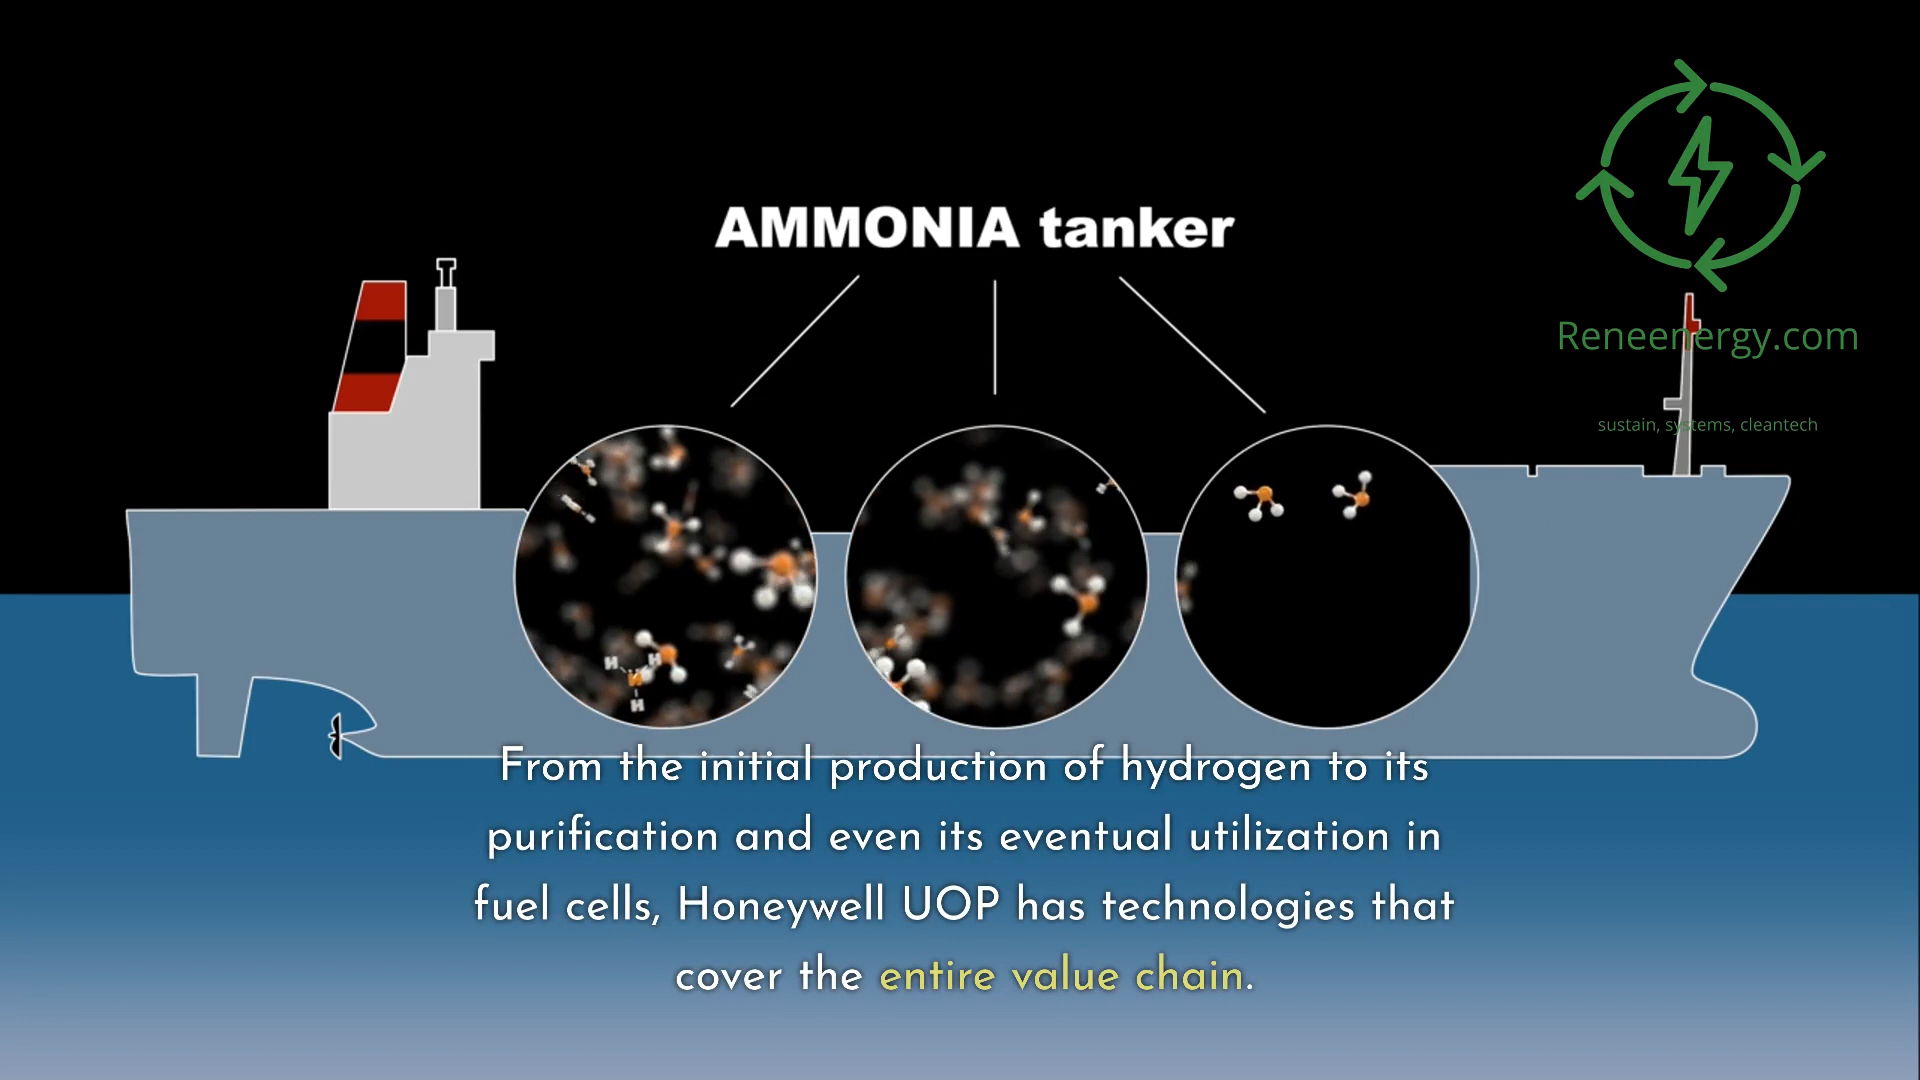 AMMONIA tanker
Reneenergy.com
sustain, systems, cleantech
H
H
N
H
From the initial production of hydrogen to its
purification and even its eventual utilization in
fuel cells, Honeywell UOP has technologies that
cover the entire value chain.